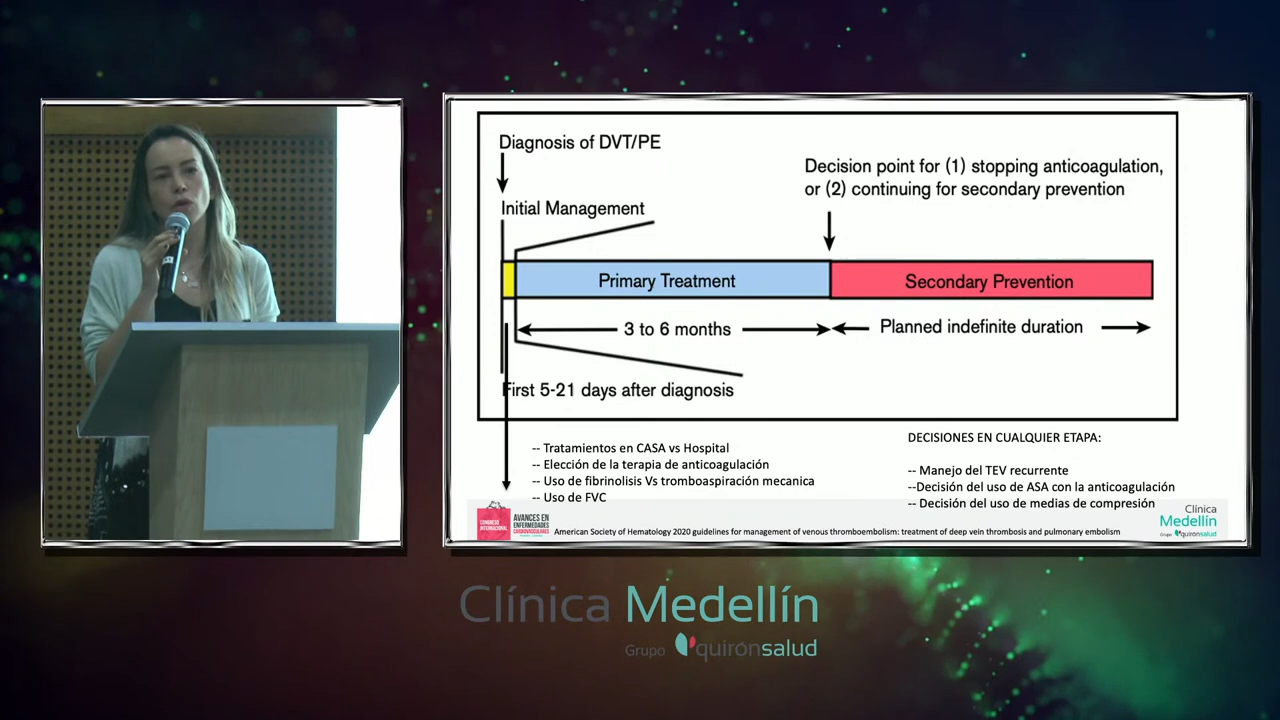 Diagnosis of DVT/PE
Decision point for (1) stopping anticoagulation,
or (2) continuing for secondary prevention
Initial Management
Primary Treatment
Secondary Prevention
3 to 6 months
Planned indefinite duration
First 5-21 days after diagnosis
-- Tratamientos en CASA vs Hospital
-- Elección de la terapia de anticoagulación
-- Uso de fibrinolisis Vs tromboaspiración mecanica
-- Uso de FVC
DECISIONES EN CUALQUIER ETAPA:
-- Manejo del TEV recurrente
--Decisión del uso de ASA con la anticoagulación
-- Decisión del uso de medias de compresión
CONGRESO
INTERNACIONAL
AVANCES EN
ENFERMEDADES
CARDIOVASCULARES
American Society of Hematology 2020 guidelines for management of venous thromboembolism: treatment of deep vein thrombosis and pulmonary embolism
Clínica
Medellín
Grupo quirónsalud
Clínica Medellín
Grupo quirónsalud